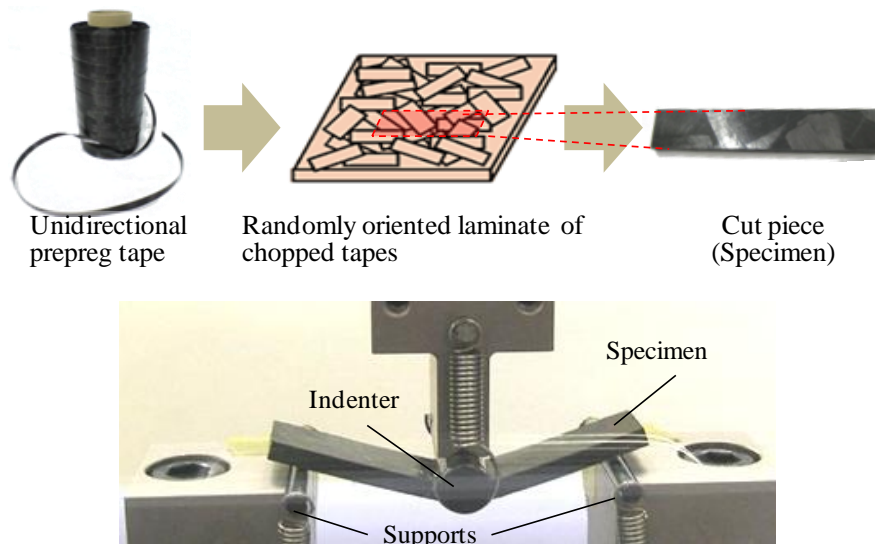 Unidirectional
prepreg tape
Randomly oriented laminate of
chopped tapes
Cut piece
(Specimen)
Specimen
Indenter
Supports